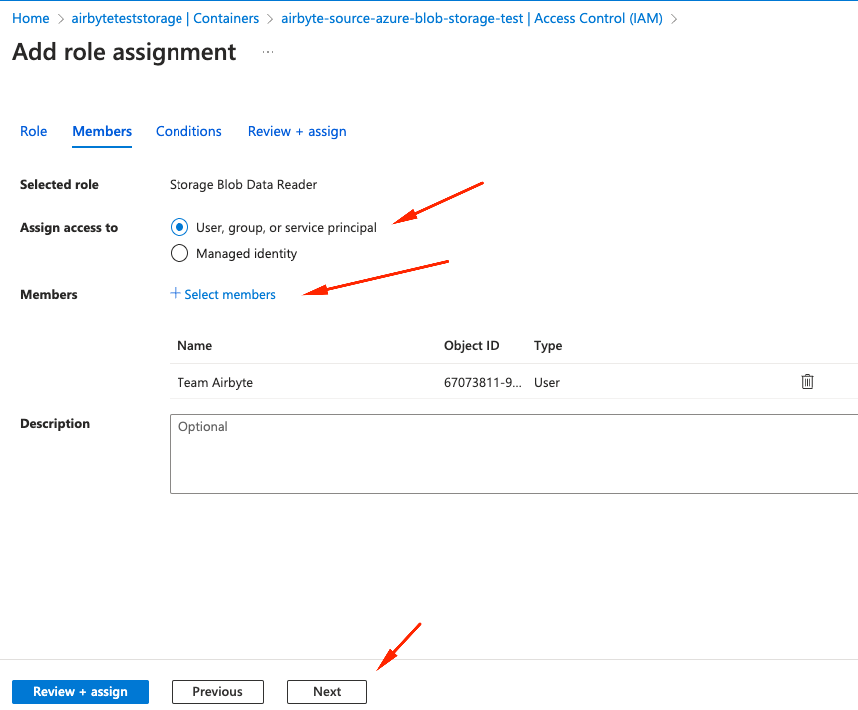 Home > airbyteteststorage | Containers > airbyte-source-azure-blob-storage-test | Access Control (IAM) >
Add role assignment ...
Role Members Conditions Review + assign
Selected role Storage Blob Data Reader
Assign access to User, group, or service principal
Managed identity
Members + Select members
Name Object ID Type
Team Airbyte 67073811-9... User
Description Optional
Review + assign Previous Next